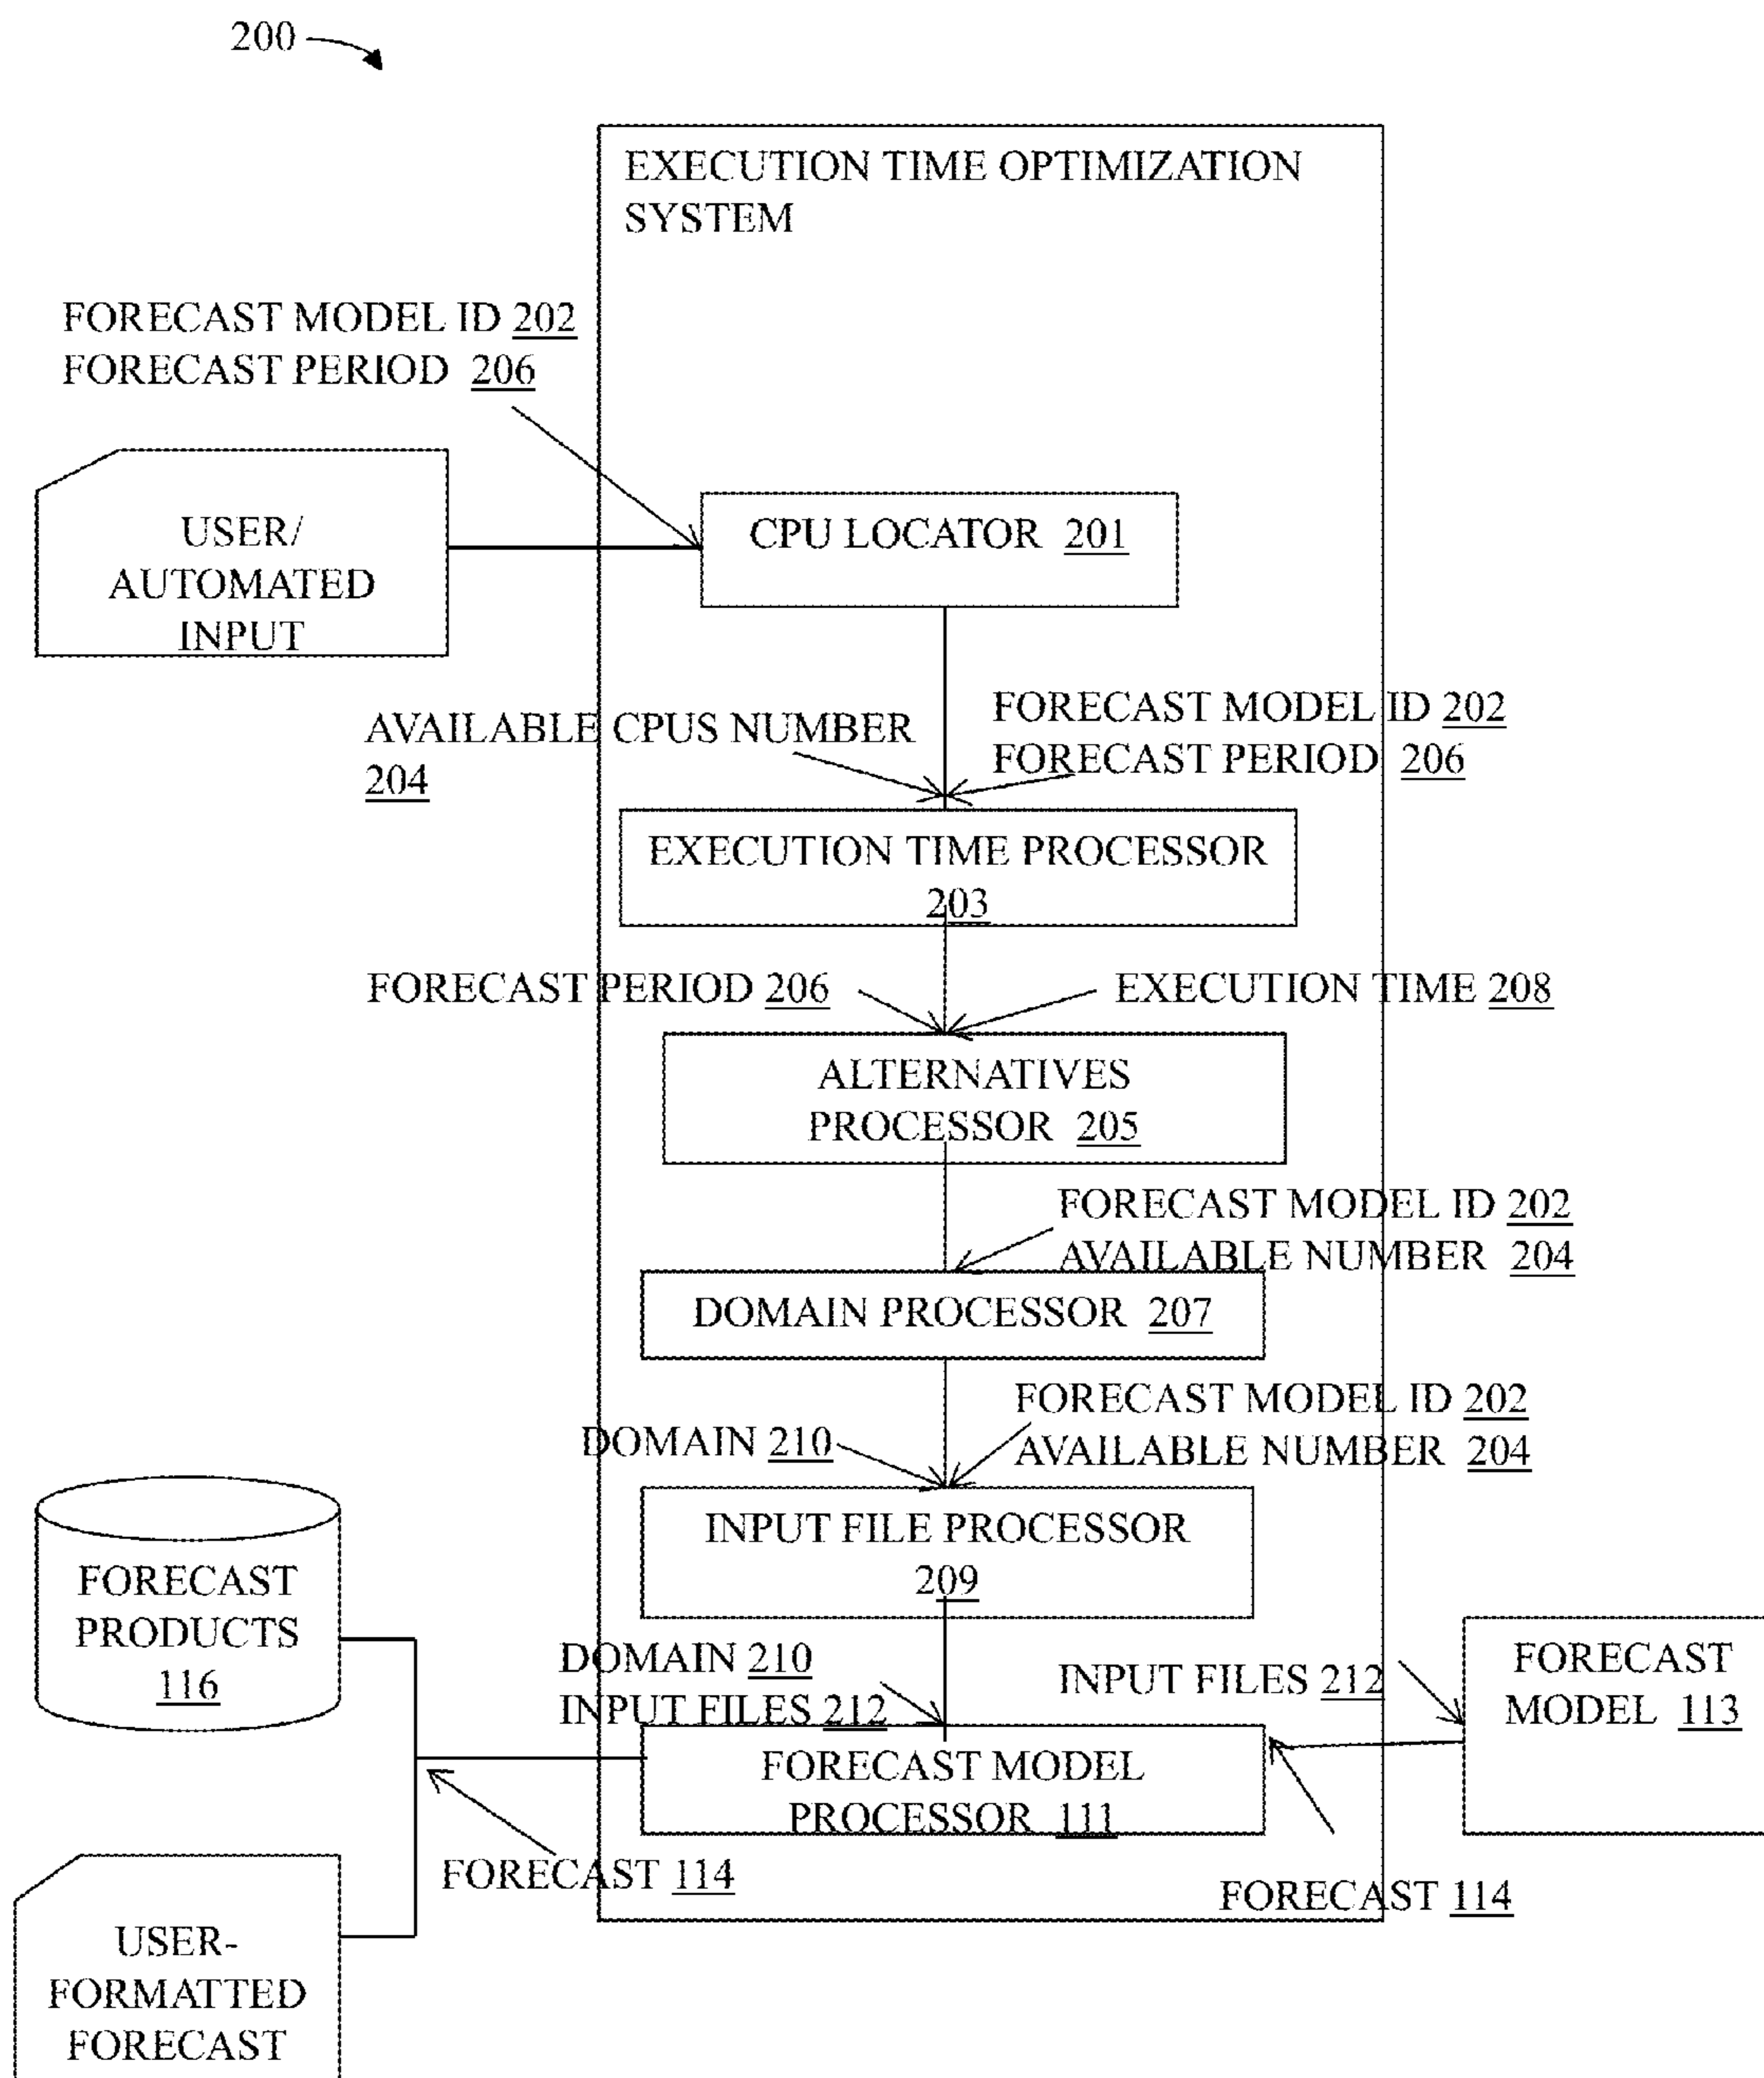 200
EXECUTION TIME OPTIMIZATION
SYSTEM
FORECAST MODEL ID 202
FORECAST PERIOD 206
USER/
AUTOMATED
INPUT
CPU LOCATOR 201
AVAILABLE CPUS NUMBER
204
FORECAST MODEL ID 202
FORECAST PERIOD 206
EXECUTION TIME PROCESSOR
203
FORECAST PERIOD 206
EXECUTION TIME 208
ALTERNATIVES
PROCESSOR 205
FORECAST MODEL ID 202
AVAILABLE NUMBER 204
DOMAIN PROCESSOR 207
FORECAST MODEL ID 202
AVAILABLE NUMBER 204
DOMAIN 210
INPUT FILE PROCESSOR
209
FORECAST
PRODUCTS
116
DOMAIN 210
INPUT FILES 212
INPUT FILES 212
FORECAST
MODEL 113
FORECAST MODEL
PROCESSOR 111
FORECAST 114
FORECAST 114
USER-
FORMATTED
FORECAST